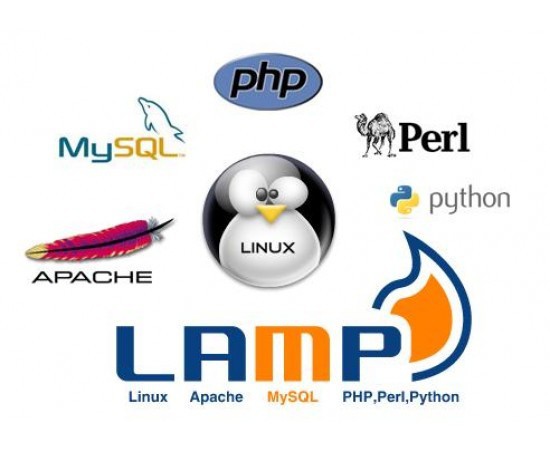 php
MySQL
Perl
python
LINUX
APACHE
LAMP
Linux Apache MySQL PHP,Perl,Python